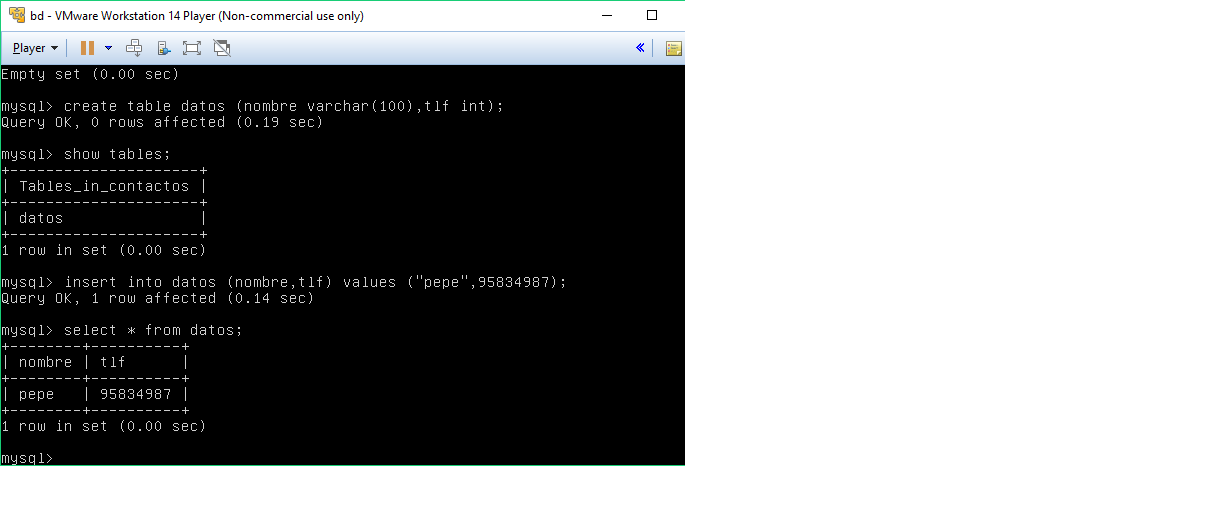 bd - VMware Workstation 14 Player (Non-commercial use only)
Player
Empty set (0.00 sec)
mysql> create table datos (nombre varchar(100),tlf int);
Query OK, 0 rows affected (0.19 sec)
mysql> show tables;
+---------------------+
| Tables_in_contactos |
+---------------------+
| datos               |
+---------------------+
1 row in set (0.00 sec)
mysql> insert into datos (nombre,tlf) values ("pepe",95834987);
Query OK, 1 row affected (0.14 sec)
mysql> select * from datos;
+--------+----------+
| nombre | tlf      |
+--------+----------+
| pepe   | 95834987 |
+--------+----------+
1 row in set (0.00 sec)
mysql>